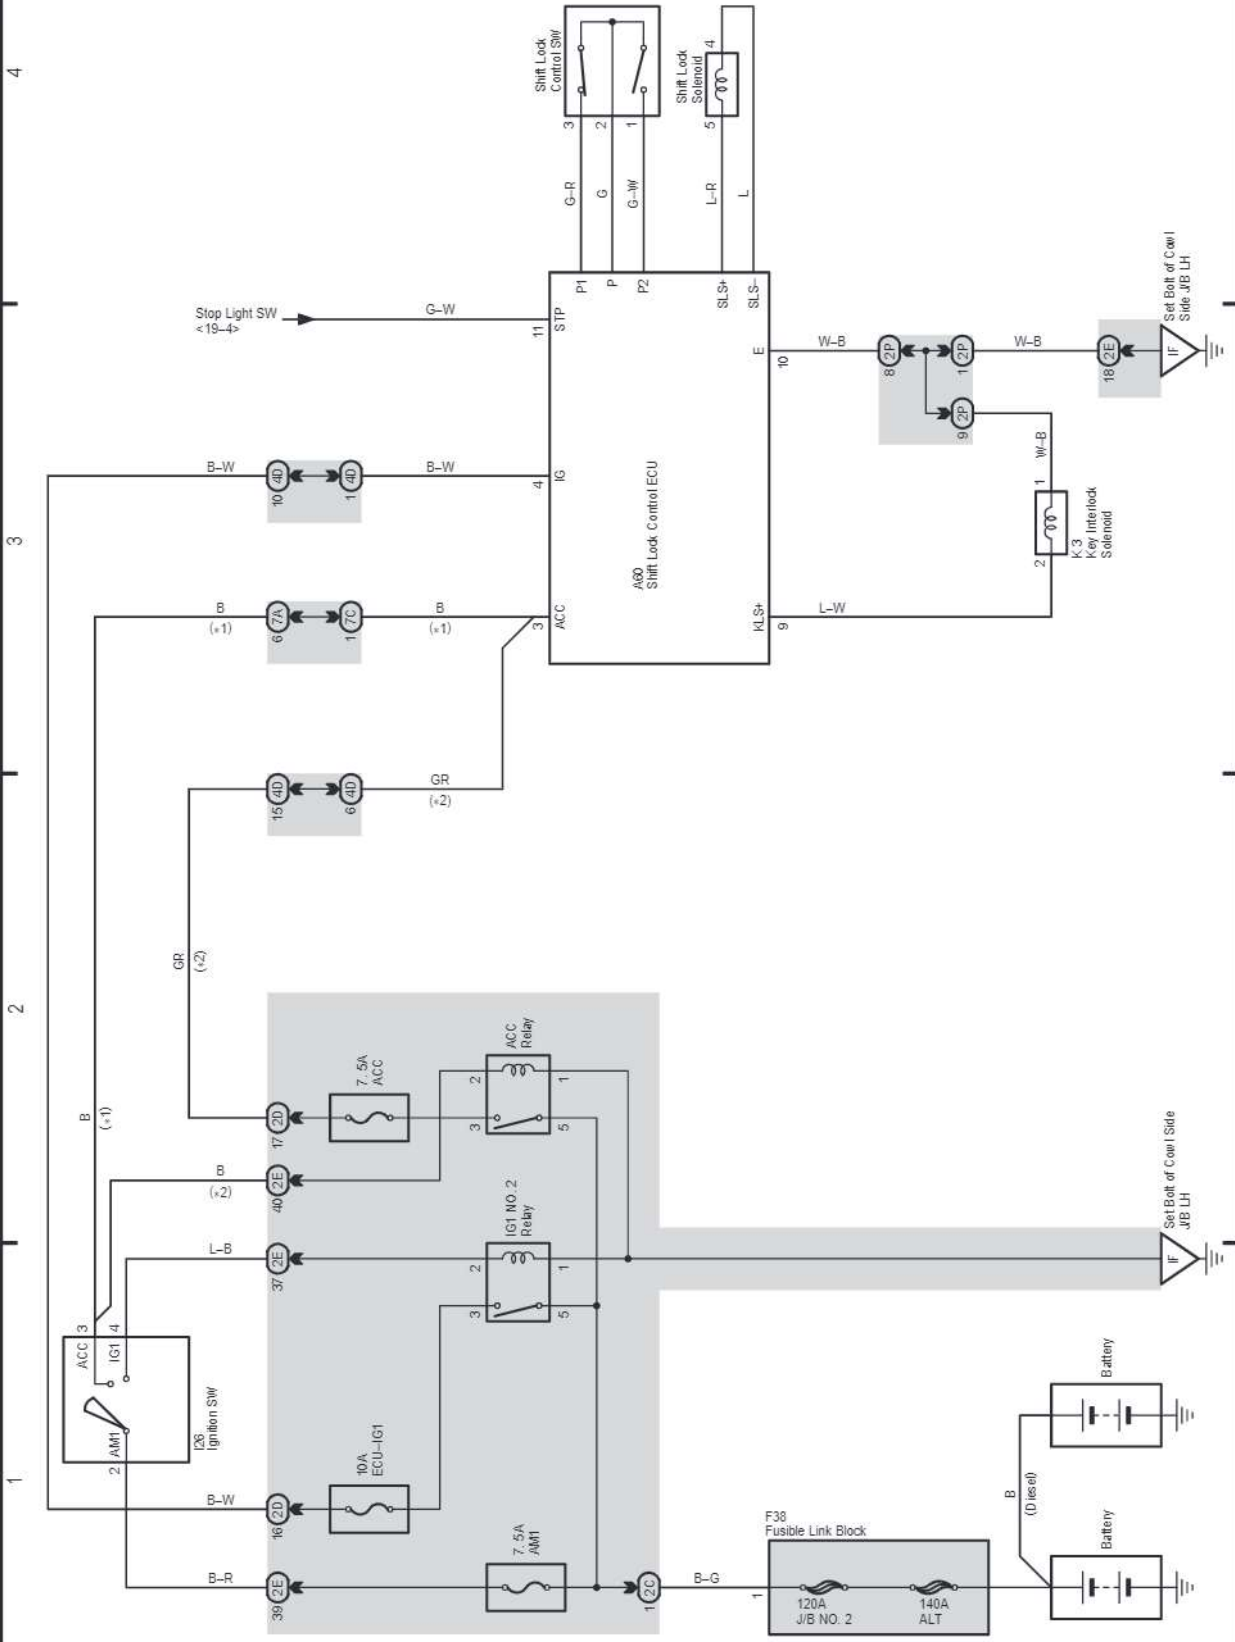 4
3
2
1
Shift Lock
Control SW
3
2
1
G–R
G
G–W
P1
P
P2
Shift Lock
Solenoid
4
5
L–R
L
SLS+
SLS–
Stop Light SW
<19–4>
G–W
11
STP
B–W
10
4D
1
4D
B–W
4
IG
B
(*1)
6
7A
1
7C
B
(*1)
3
ACC
15
4D
6
4D
GR
(*2)
A60
Shift Lock Control ECU
E
10
W–B
8
2P
1
2P
W–B
18
2E
IF
Set Bolt of Cowl
Side J/B LH
9
2P
W–B
1
2
K 3
Key Interlock
Solenoid
KLS+
9
L–W
GR
(*2)
B
(*1)
17
2D
7. 5A
ACC
2
3
1
5
ACC
Relay
B
(*2)
40
2E
L–B
37
2E
IG1 NO. 2
Relay
2
3
1
5
ACC
3
IG1
4
2
AM1
I26
Ignition SW
B–W
16
2D
10A
ECU–IG1
B–R
39
2E
7. 5A
AM1
1
2C
B–G
1
F38
Fusible Link Block
120A
J/B NO. 2
140A
ALT
IF
Set Bolt of Cowl Side
J/B LH
B
(Diesel)
Battery
Battery